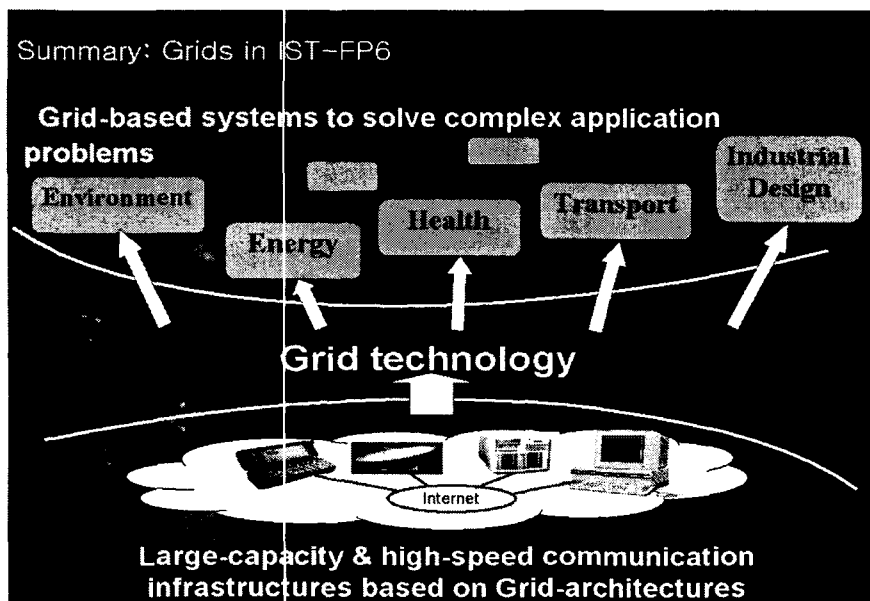 Summary: Grids in IST-FP6
Grid-based systems to solve complex application
problems
Environment
Energy
Health
Transport
Industrial
Design
Grid technology
Internet
Large-capacity & high-speed communication
infrastructures based on Grid-architectures